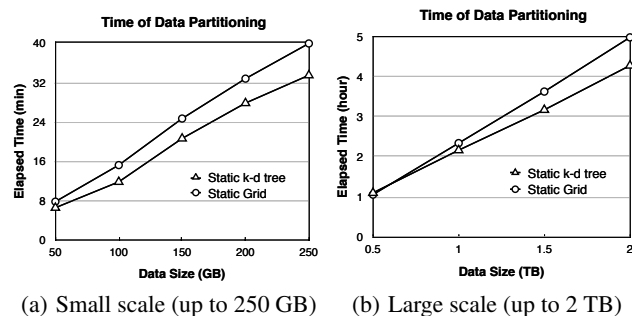 Time of Data Partitioning
Elapsed Time (min)
40
32
24
16
8
0
Static k-d tree
Static Grid
50 100 150 200 250
Data Size (GB)
(a) Small scale (up to 250 GB)
Time of Data Partitioning
Elapsed Time (hour)
5
4
3
2
1
0
Static k-d tree
Static Grid
0.5 1 1.5 2
Data Size (TB)
(b) Large scale (up to 2 TB)